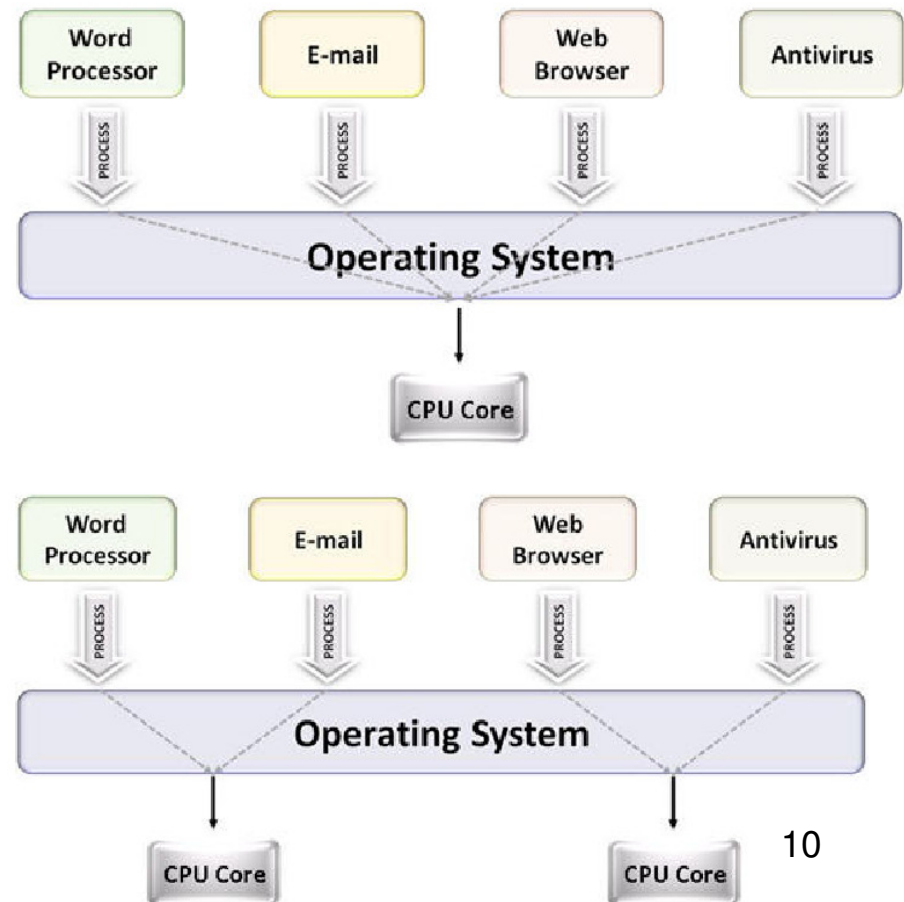 Word
Processor
E-mail
Web
Browser
Antivirus
PROCESS
PROCESS
PROCESS
PROCESS
Operating System
CPU Core
Word
Processor
E-mail
Web
Browser
Antivirus
PROCESS
PROCESS
PROCESS
PROCESS
Operating System
CPU Core
CPU Core
10